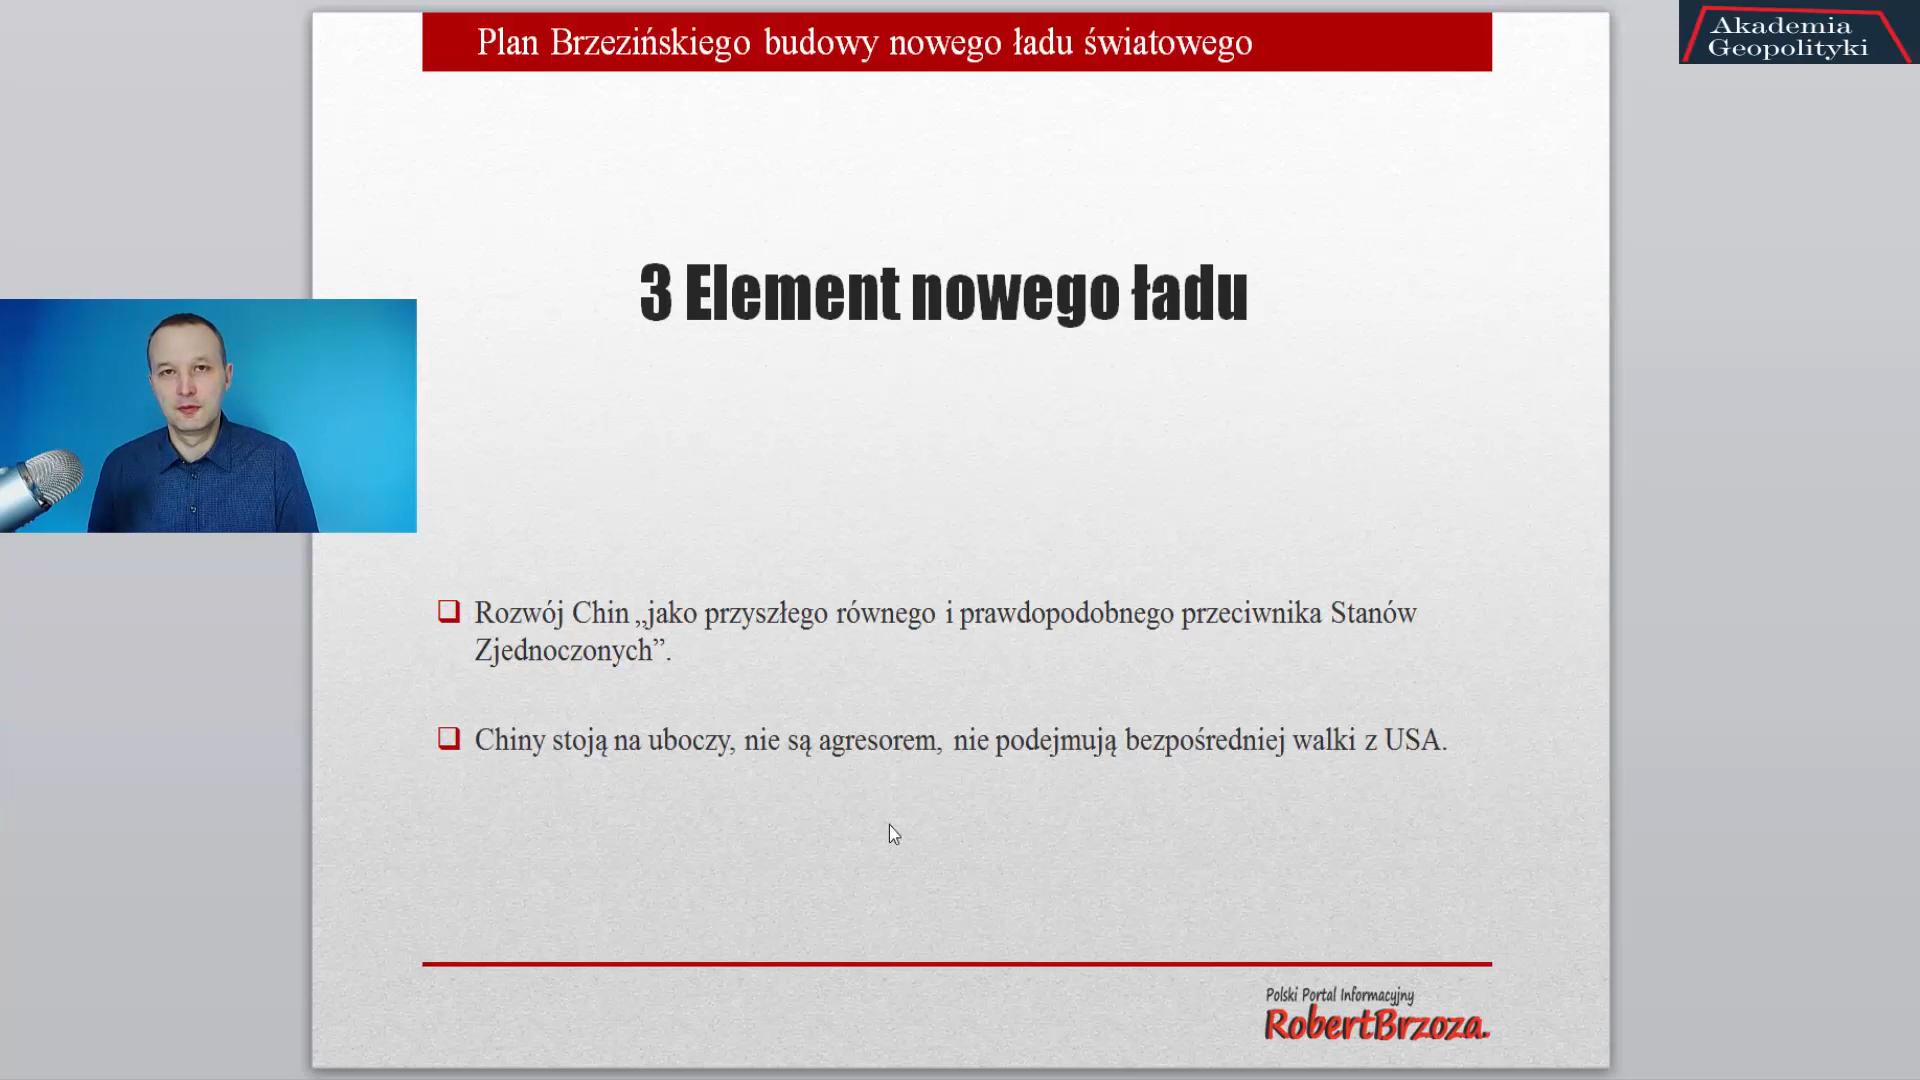 Plan Brzezińskiego budowy nowego ładu światowego
Akademia
Geopolityki
3 Element nowego ładu
Rozwój Chin „jako przyszłego równego i prawdopodobnego przeciwnika Stanów
Zjednoczonych”.
Chiny stoją na uboczy, nie są agresorem, nie podejmują bezpośredniej walki z USA.
Polski Portal Informacyjny
RobertBrzoza.